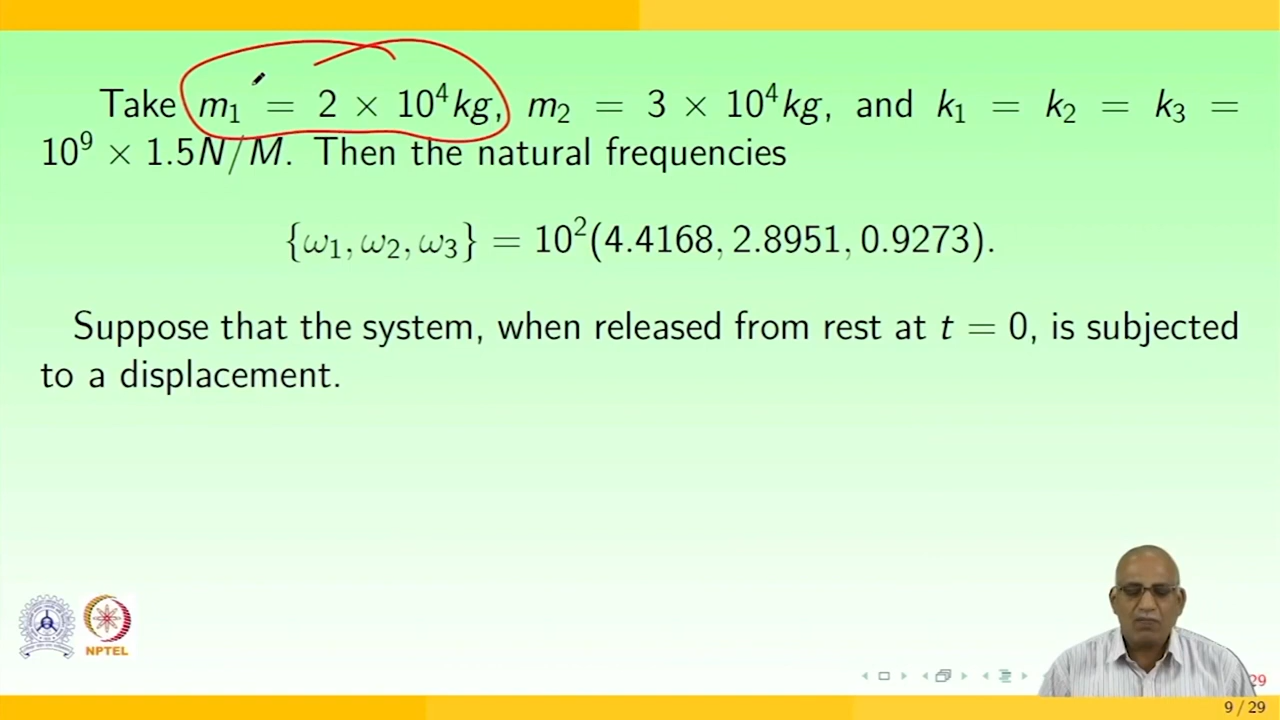 Take m₁ = 2 × 10⁴kg, m₂ = 3 × 10⁴kg, and k₁ = k₂ = k₃ =
10⁹ × 1.5N/M. Then the natural frequencies
{ω₁, ω₂, ω₃} = 10²(4.4168, 2.8951, 0.9273).
Suppose that the system, when released from rest at t = 0, is subjected
to a displacement.
NPTEL
29
9 / 29